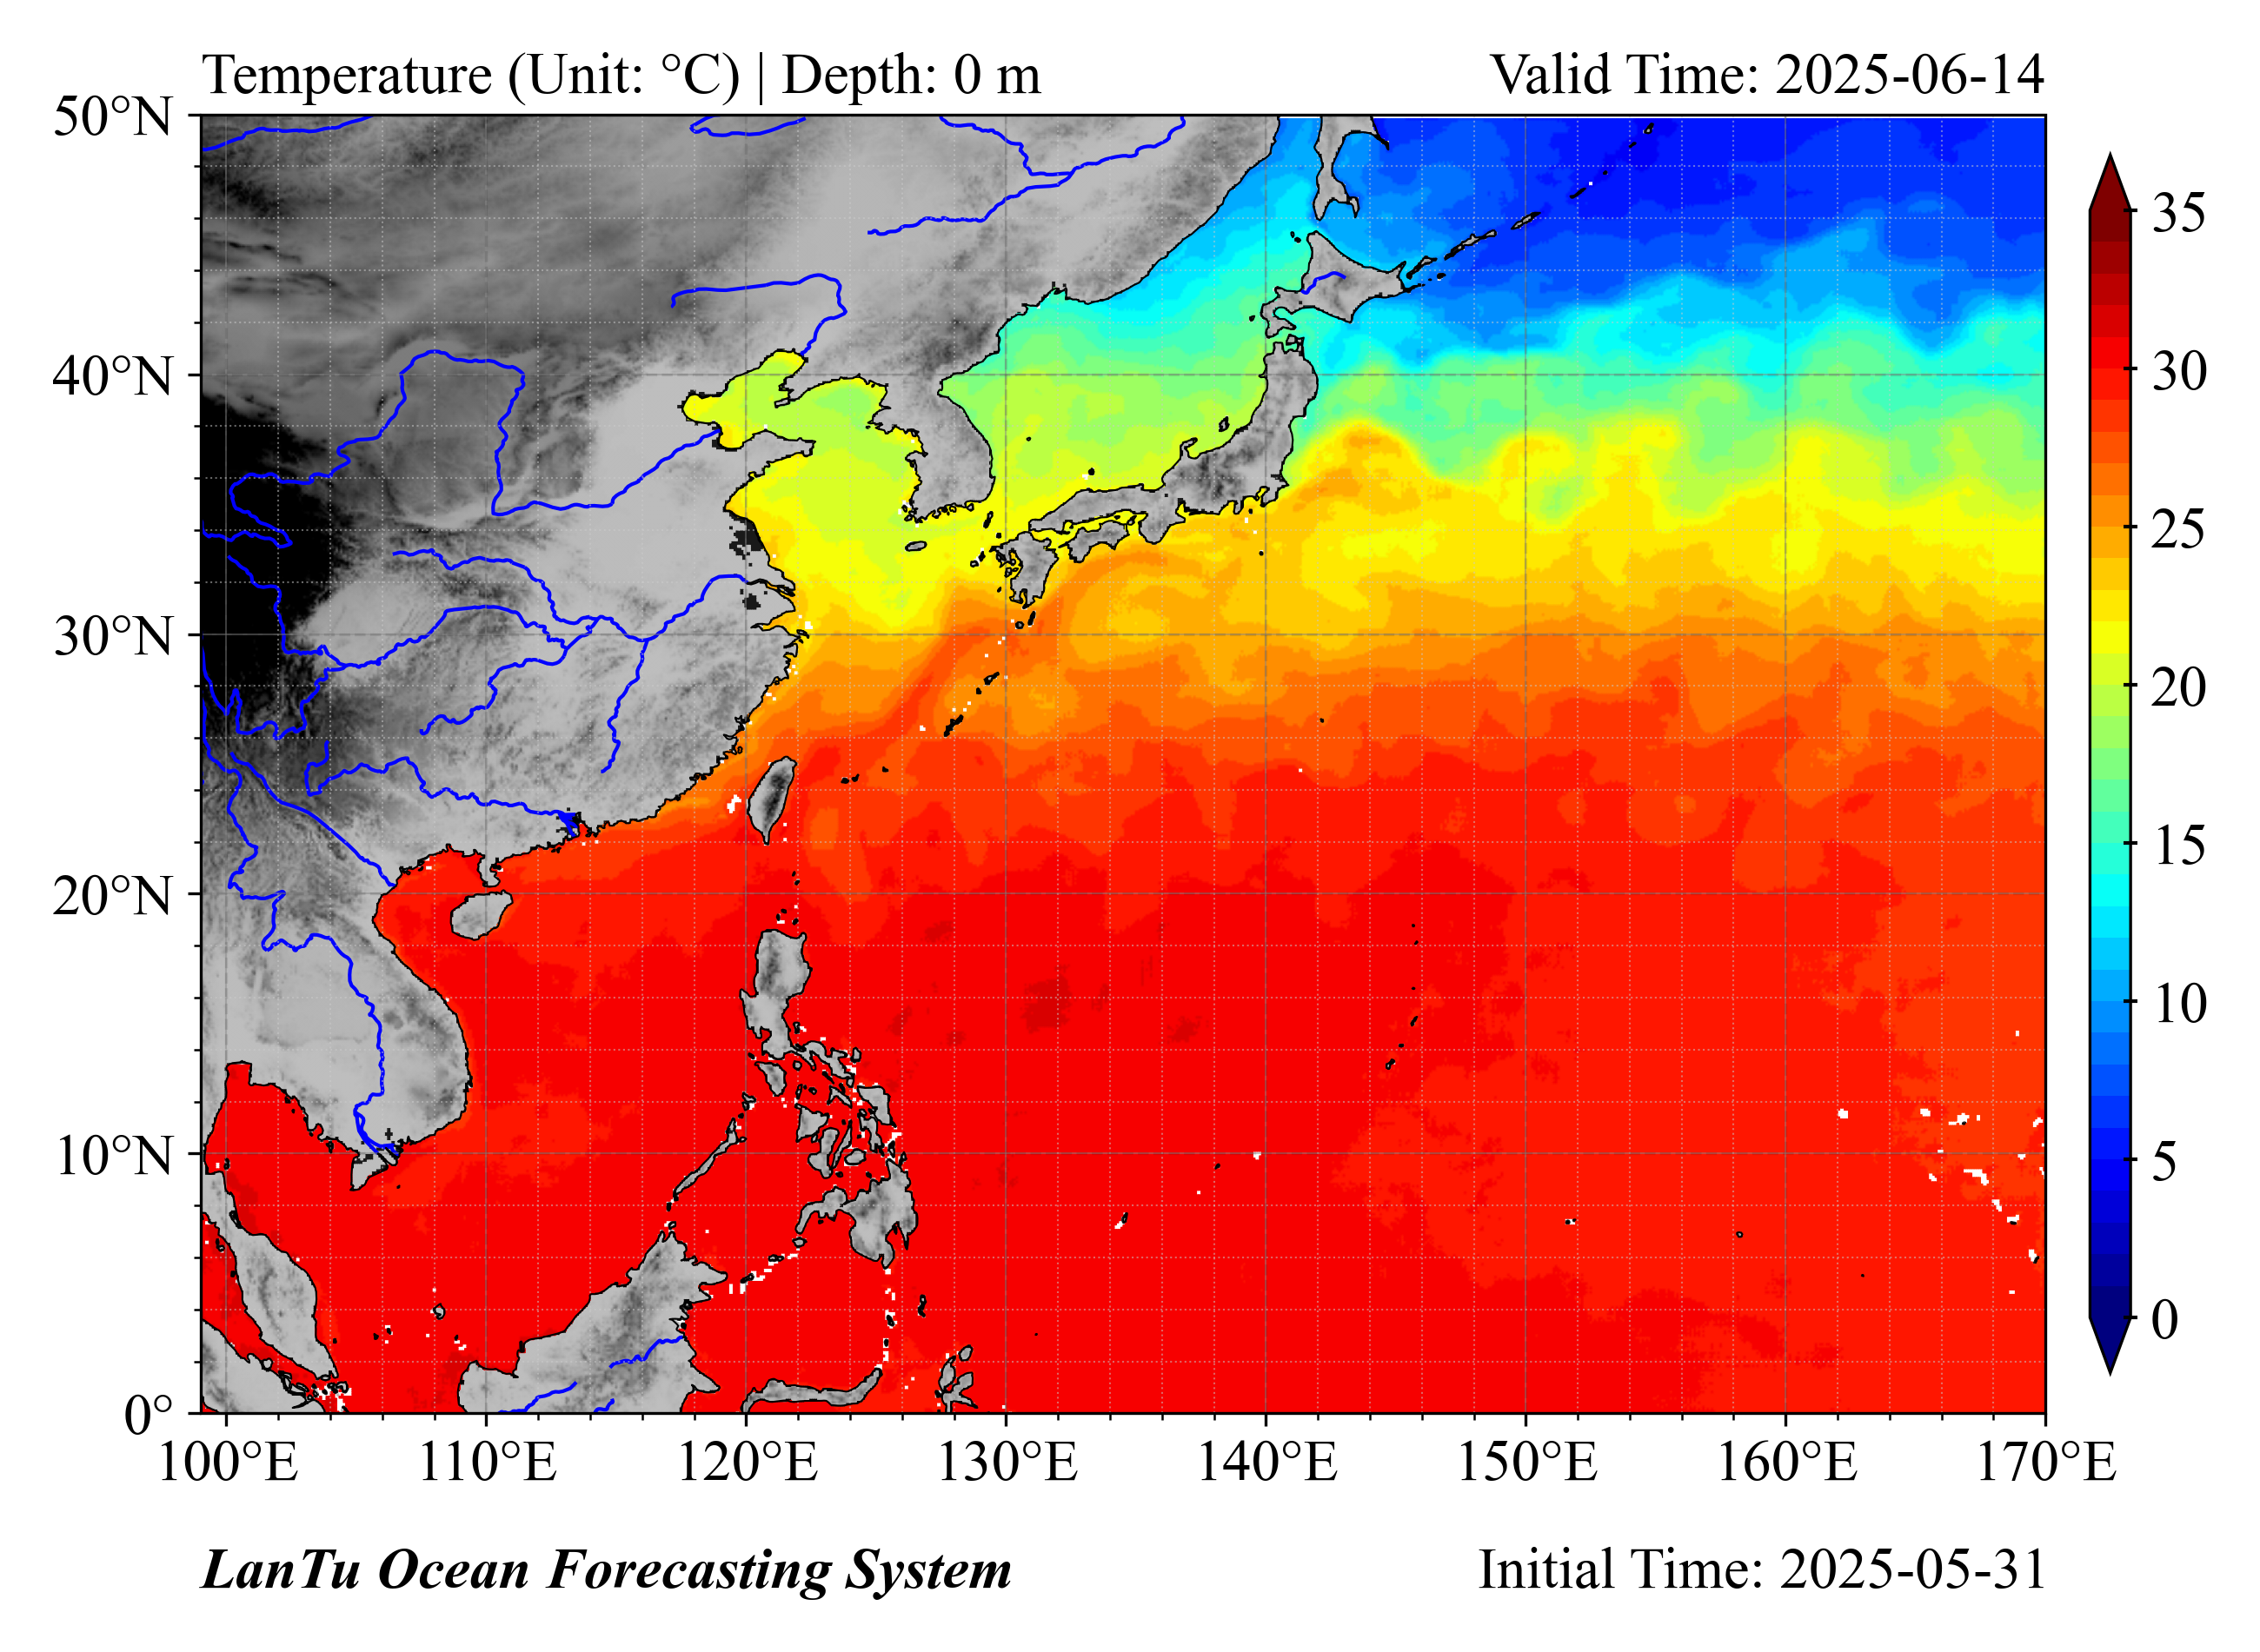 Temperature (Unit: °C) | Depth: 0 m
Valid Time: 2025-06-14
50°N
40°N
30°N
20°N
10°N
0°
100°E
110°E
120°E
130°E
140°E
150°E
160°E
170°E
35
30
25
20
15
10
5
0
LanTu Ocean Forecasting System
Initial Time: 2025-05-31